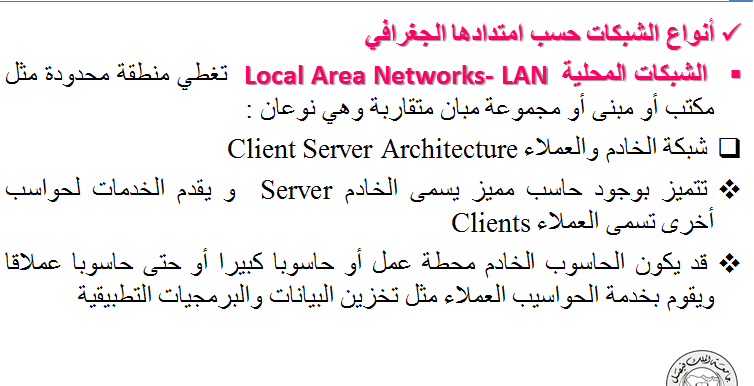 ✓ أنواع الشبكات حسب امتدادها الجغرافي
▪ الشبكات المحلية Local Area Networks- LAN تغطي منطقة محدودة مثل
مكتب أو مبنى أو مجموعة مبان متقاربة وهي نوعان :
❑ شبكة الخادم والعملاء Client Server Architecture
❖ تتميز بوجود حاسب مميز يسمى الخادم Server و يقدم الخدمات لحواسب
أخرى تسمى العملاء Clients
❖ قد يكون الحاسوب الخادم محطة عمل أو حاسوبا كبيرا أو حتى حاسوبا عملاقا
ويقوم بخدمة الحواسيب العملاء مثل تخزين البيانات والبرمجيات التطبيقية
جامعة الملك فيصل